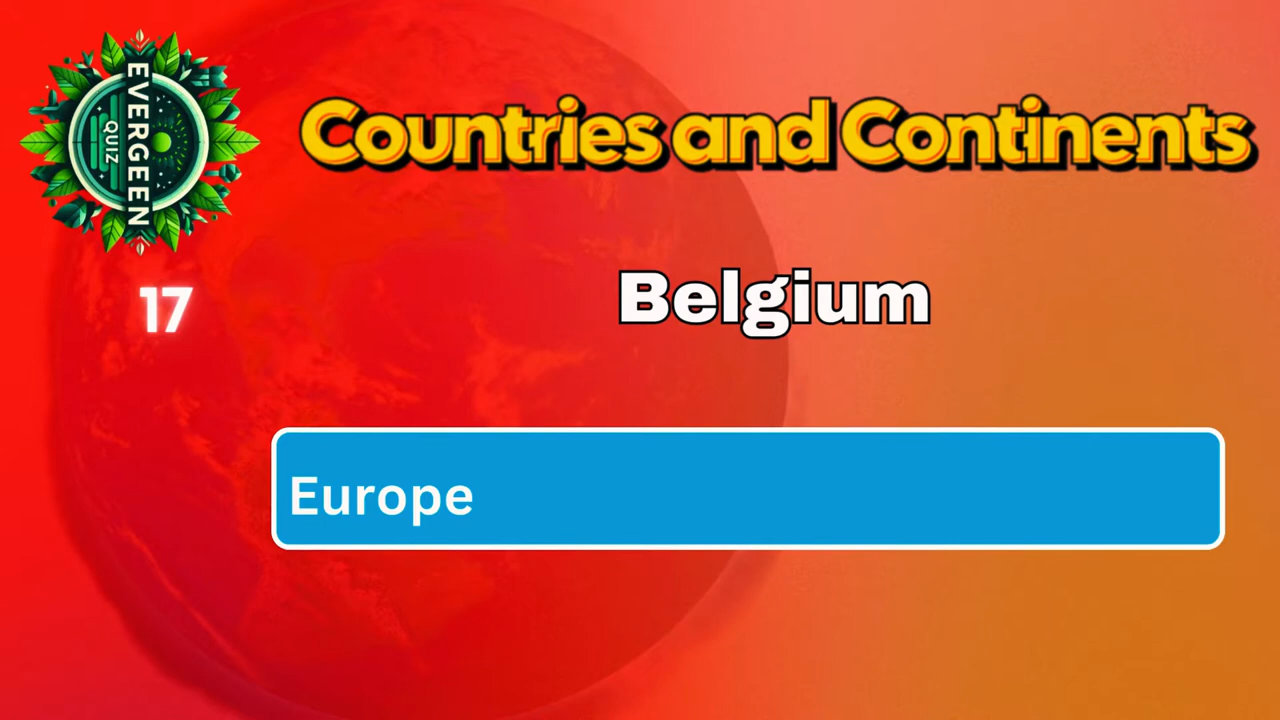 EVERGEEN
QUIZ
Countries and Continents
17
Belgium
Europe